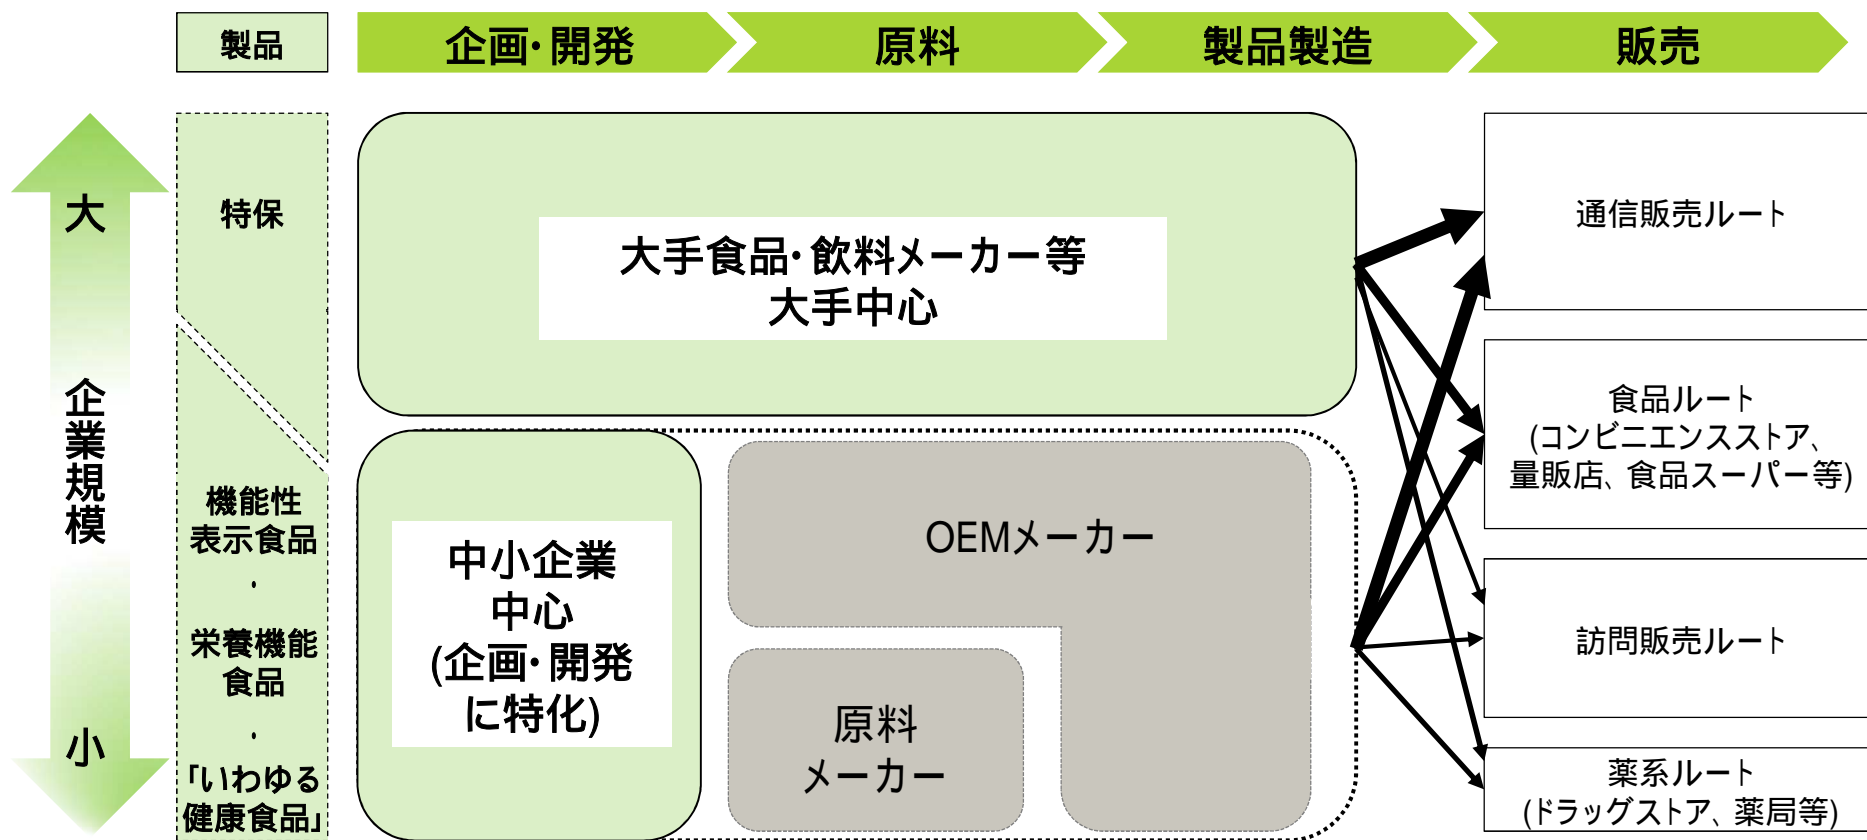 製品
企画・開発
原料
製品製造
販売
大
企業規模
小
特保
機能性
表示食品
・
栄養機能
食品
・
「いわゆる
健康食品」
大手食品・飲料メーカー等
大手中心
中小企業
中心
(企画・開発
に特化)
OEMメーカー
原料
メーカー
通信販売ルート
食品ルート
(コンビニエンスストア、
量販店、食品スーパー等)
訪問販売ルート
薬系ルート
(ドラッグストア、薬局等)